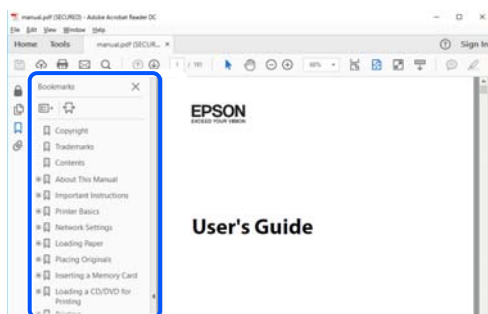 manual.pdf (SECURED) - Adobe Acrobat Reader DC
File Edit View Window Help
Home Tools manual.pdf (SECUR... × Sign In
1 / 191
Bookmarks
Copyright
Trademarks
Contents
About This Manual
Important Instructions
Printer Basics
Network Settings
Loading Paper
Placing Originals
Inserting a Memory Card
Loading a CD/DVD for
Printing
Printing
EPSON
EXCEED YOUR VISION
User's Guide